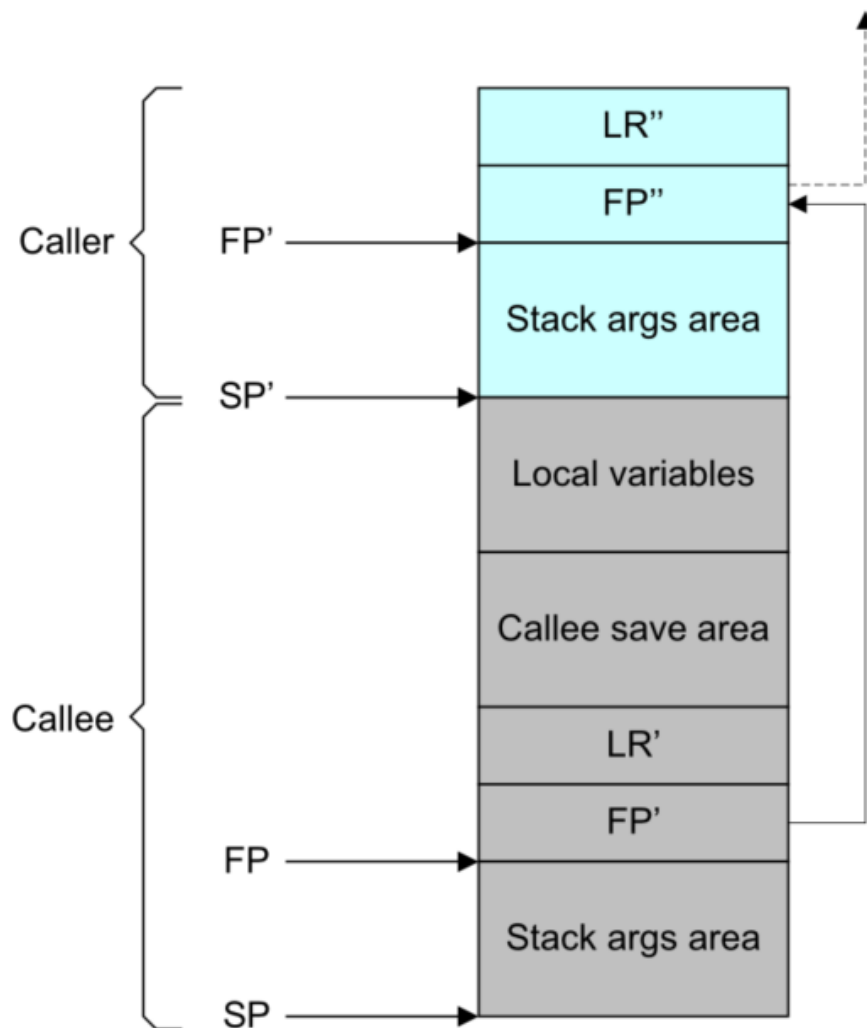 LR’’
FP’’
Caller
FP’
Stack args area
SP’
Local variables
Callee save area
Callee
LR’
FP’
FP
Stack args area
SP